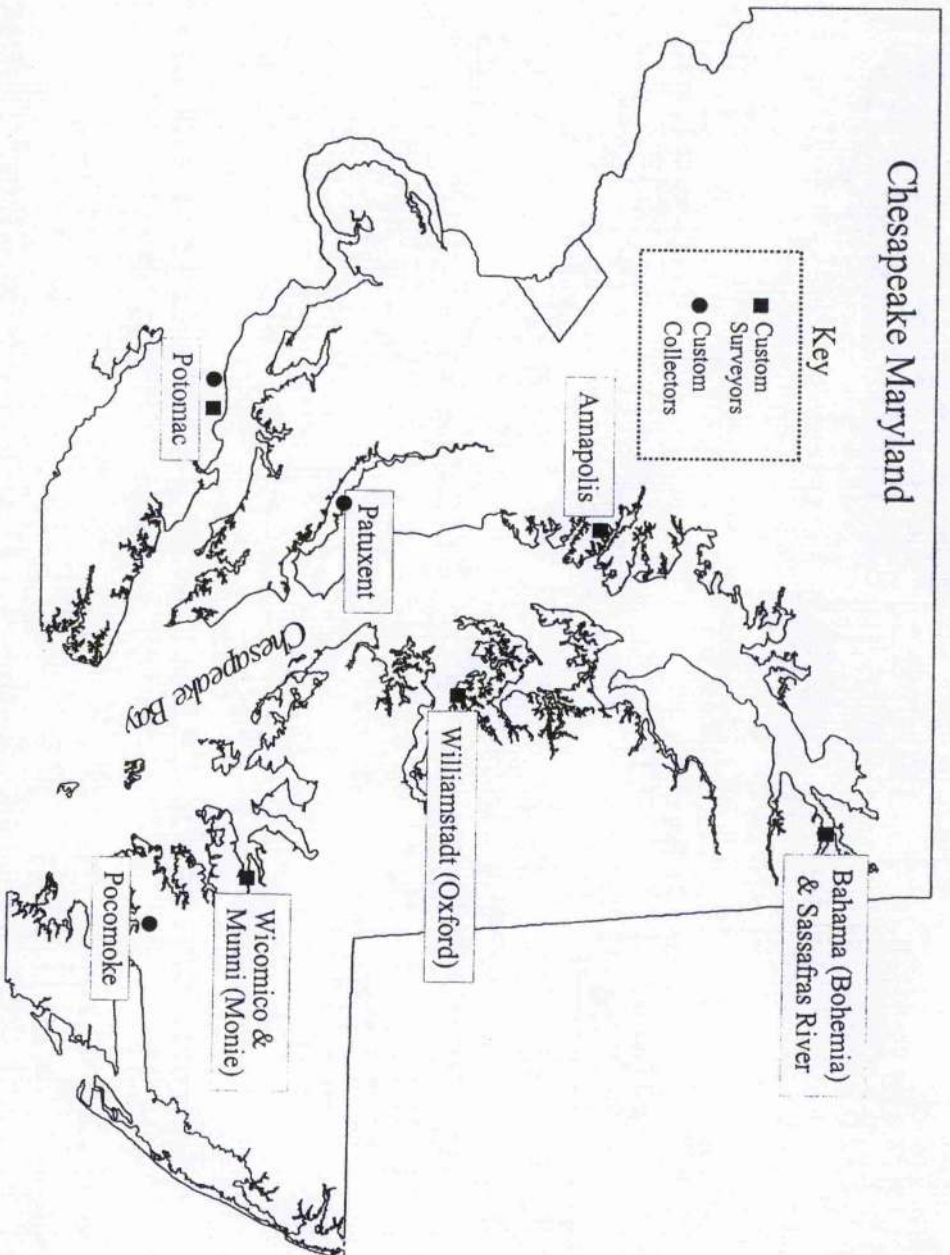 Chesapeake Maryland
Key
■ Custom
Surveyors
● Custom
Collectors
Bahama (Bohemia)
& Sassafras River
Annapolis
Williamstadt (Oxford)
Patuxent
Chesapeake Bay
Wicomico &
Munni (Monie)
Potomac
Pocomoke